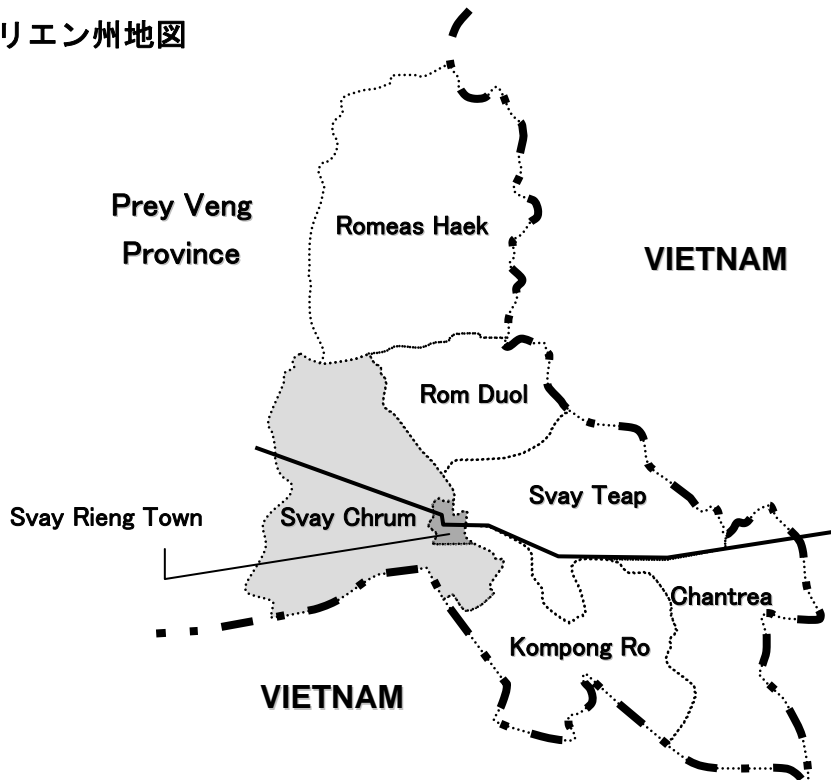 リエン州地図
Prey Veng
Province
Romeas Haek
VIETNAM
Rom Duol
Svay Teap
Svay Rieng Town
Svay Chrum
Chantrea
Kompong Ro
VIETNAM